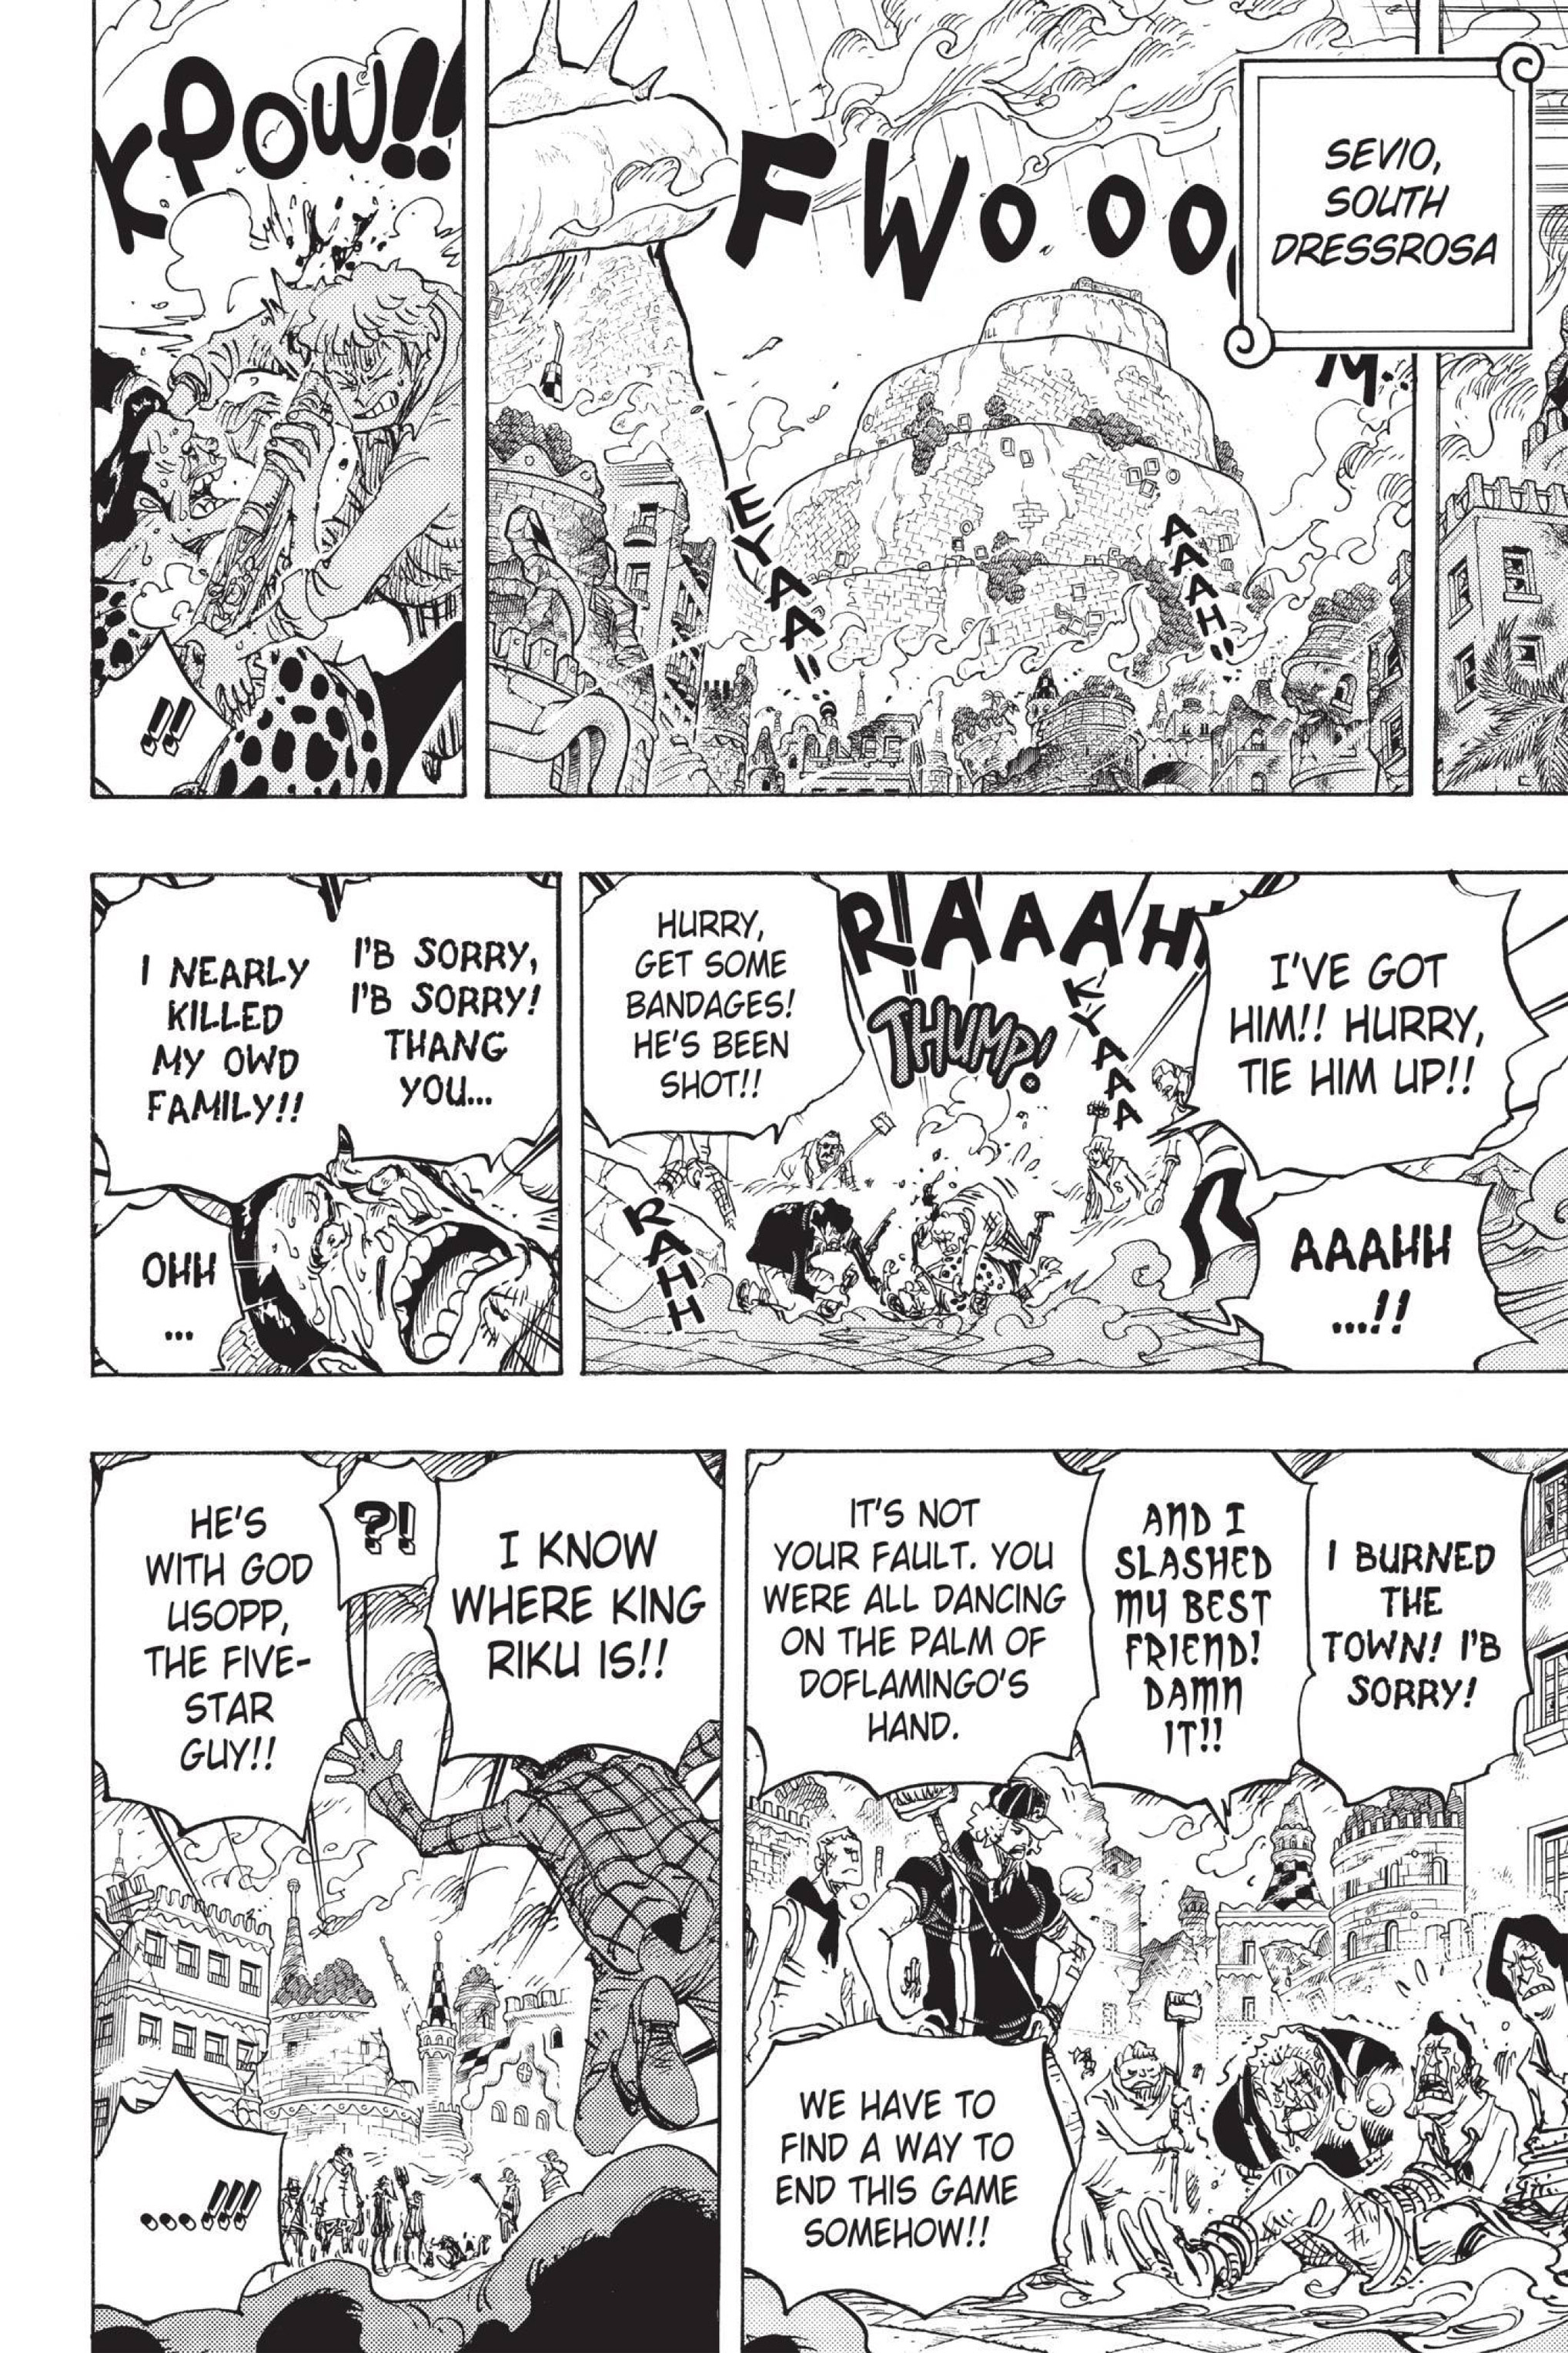 SEVIO,
SOUTH
DRESSROSA
FWOOO
M..
EYAA!!
AAAH!!
KPOW!!
!!
I'VE GOT
HIM!! HURRY,
TIE HIM UP!!
AAAHH
...!!
RAAAH
KYAAA
THUMP!
HURRY,
GET SOME
BANDAGES!
HE'S BEEN
SHOT!!
RAHH
I'B SORRY,
I'B SORRY!
THANG
YOU...
I NEARLY
KILLED
MY OWD
FAMILY!!
OHH
...
I BURNED
THE
TOWN! I'B
SORRY!
AND I
SLASHED
MY BEST
FRIEND!
DAMN
IT!!
IT'S NOT
YOUR FAULT. YOU
WERE ALL DANCING
ON THE PALM OF
DOFLAMINGO'S
HAND.
WE HAVE TO
FIND A WAY TO
END THIS GAME
SOMEHOW!!
I KNOW
WHERE KING
RIKU IS!!
?!
HE'S
WITH GOD
USOPP,
THE FIVE-
STAR
GUY!!
...!!!